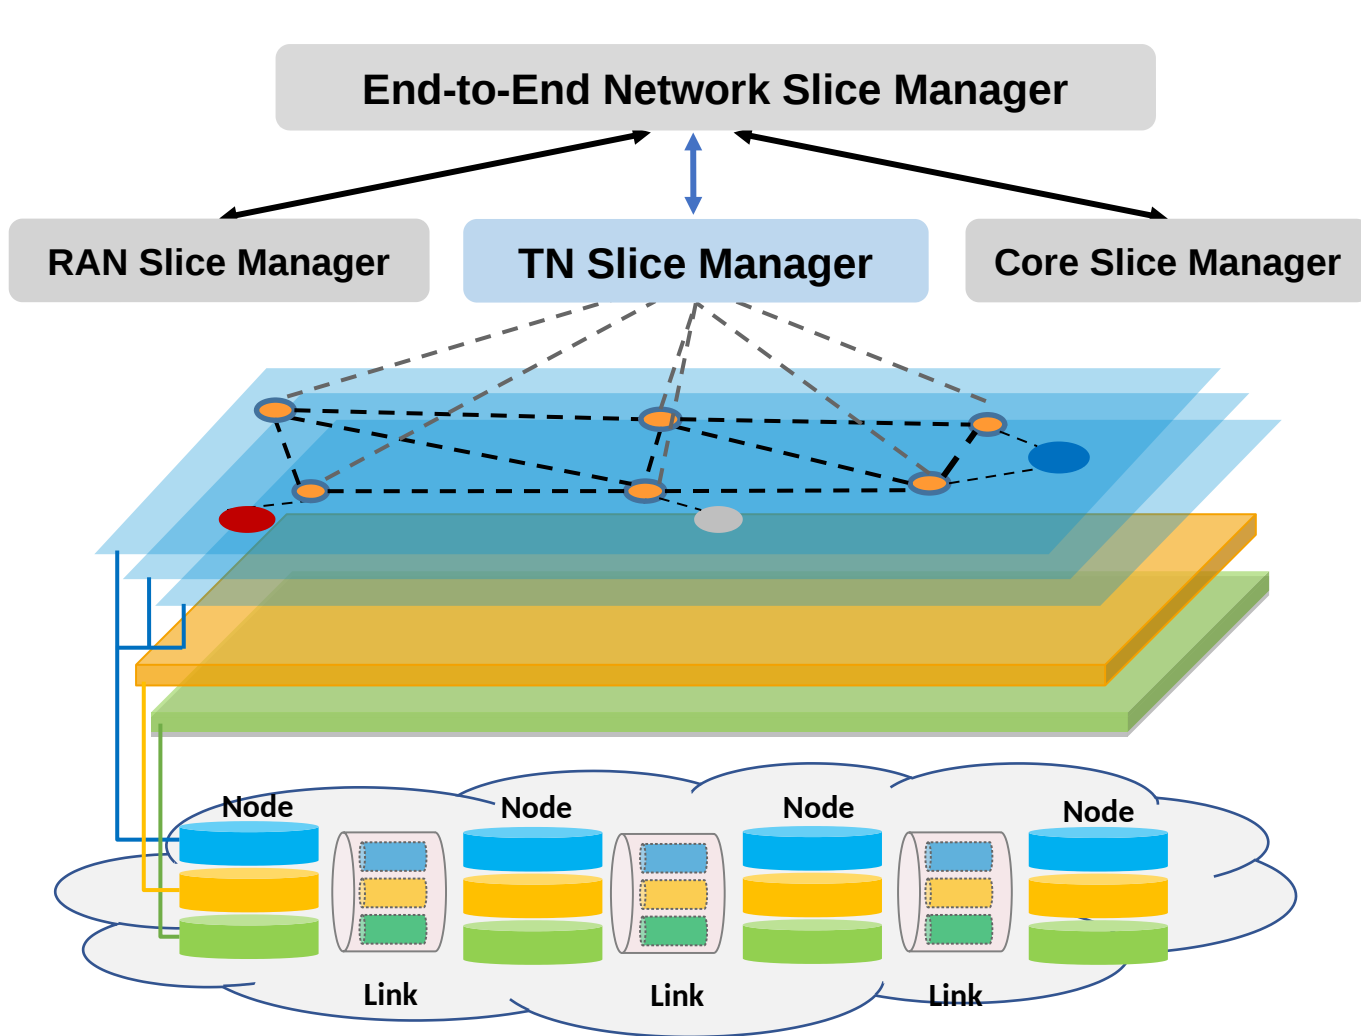 End-to-End Network Slice Manager
RAN Slice Manager
TN Slice Manager
Core Slice Manager
Node
Node
Node
Node
Link
Link
Link